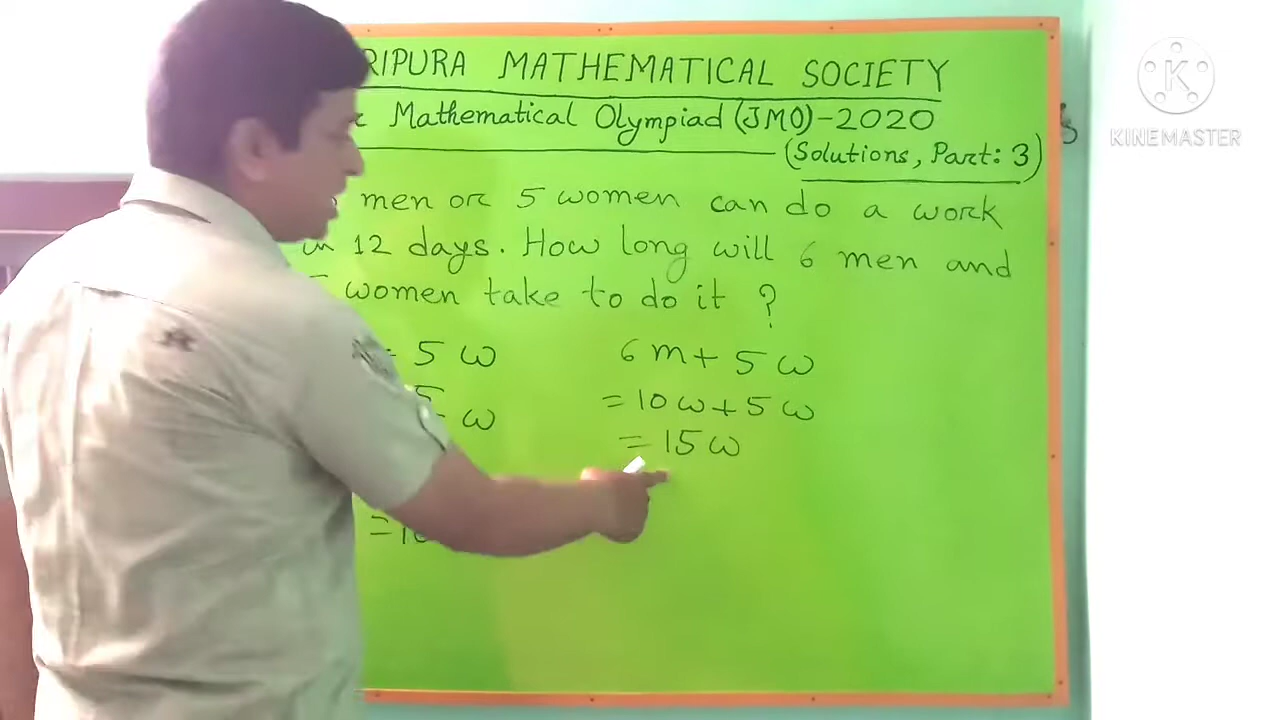 RIPURA MATHEMATICAL SOCIETY
Mathematical Olympiad (JMO)-2020
(Solutions, Part: 3)
men or 5 women can do a work
in 12 days. How long will 6 men and
women take to do it ?
= 5 ω
ω
6 m + 5 ω
= 10 ω + 5 ω
= 15 ω
K
KINEMASTER